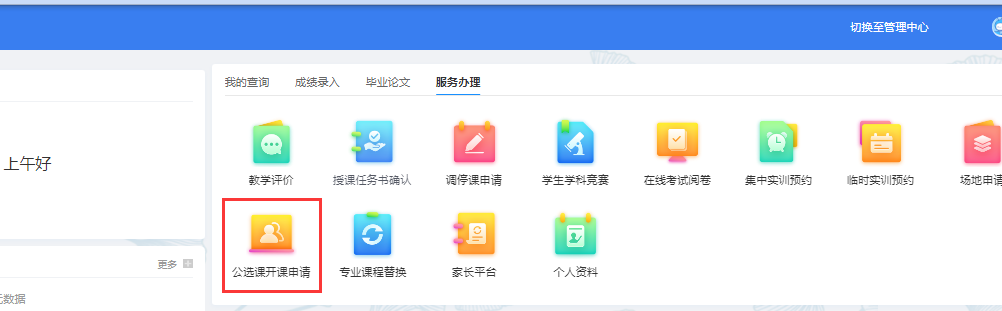 切换至管理中心
我的查询 成绩录入 毕业论文 服务办理
上午好
教学评价 授课任务书确认 调停课申请 学生学科竞赛 在线考试阅卷 集中实训预约 临时实训预约 场地申请
公选课开课申请 专业课程替换 家长平台 个人资料
更多
无数据